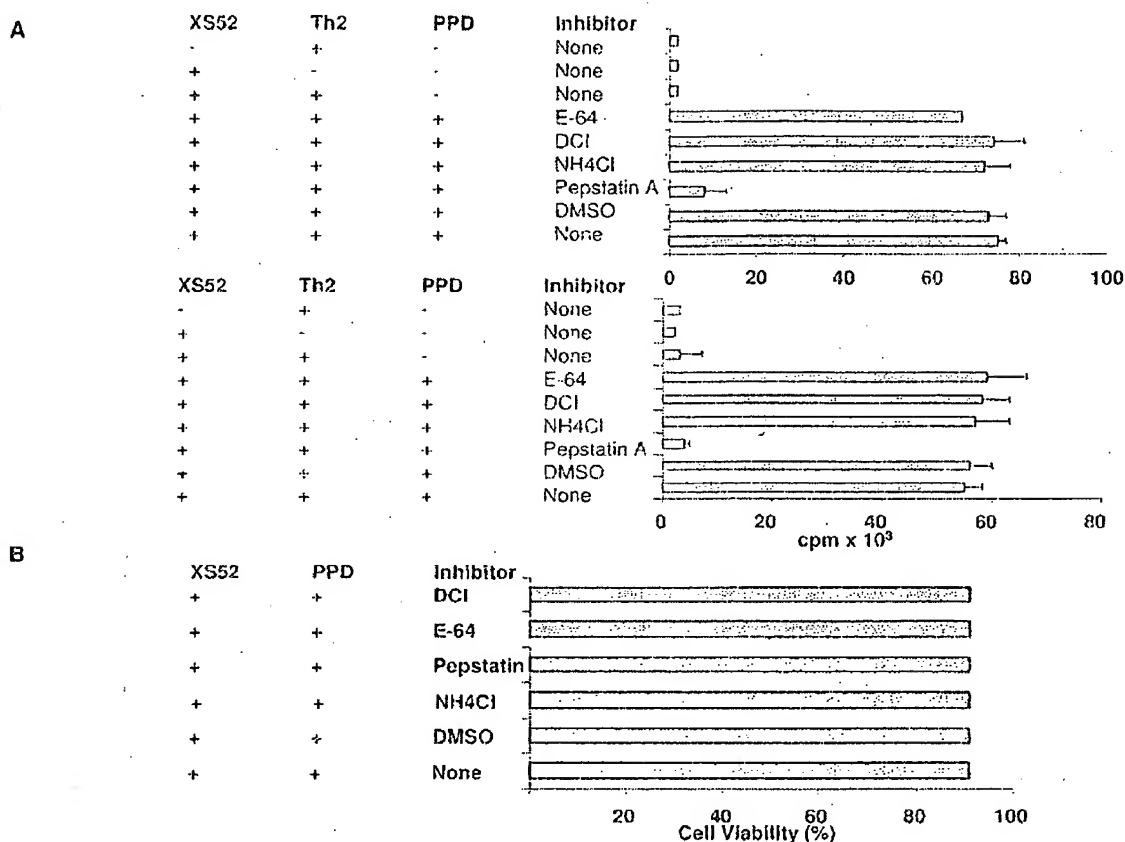 A
XS52 Th2 PPD Inhibitor
- + - None
+ - - None
+ + - None
+ + + E-64
+ + + DCI
+ + + NH4Cl
+ + + Pepstatin A
+ + + DMSO
+ + + None
0 20 40 60 80 100
XS52 Th2 PPD Inhibitor
- + - None
+ - - None
+ + - None
+ + + E-64
+ + + DCI
+ + + NH4Cl
+ + + Pepstatin A
+ + + DMSO
+ + + None
0 20 40 60 80
cpm x 10³
B
XS52 PPD Inhibitor
+ + DCI
+ + E-64
+ + Pepstatin
+ + NH4Cl
+ + DMSO
+ + None
20 40 60 80 100
Cell Viability (%)